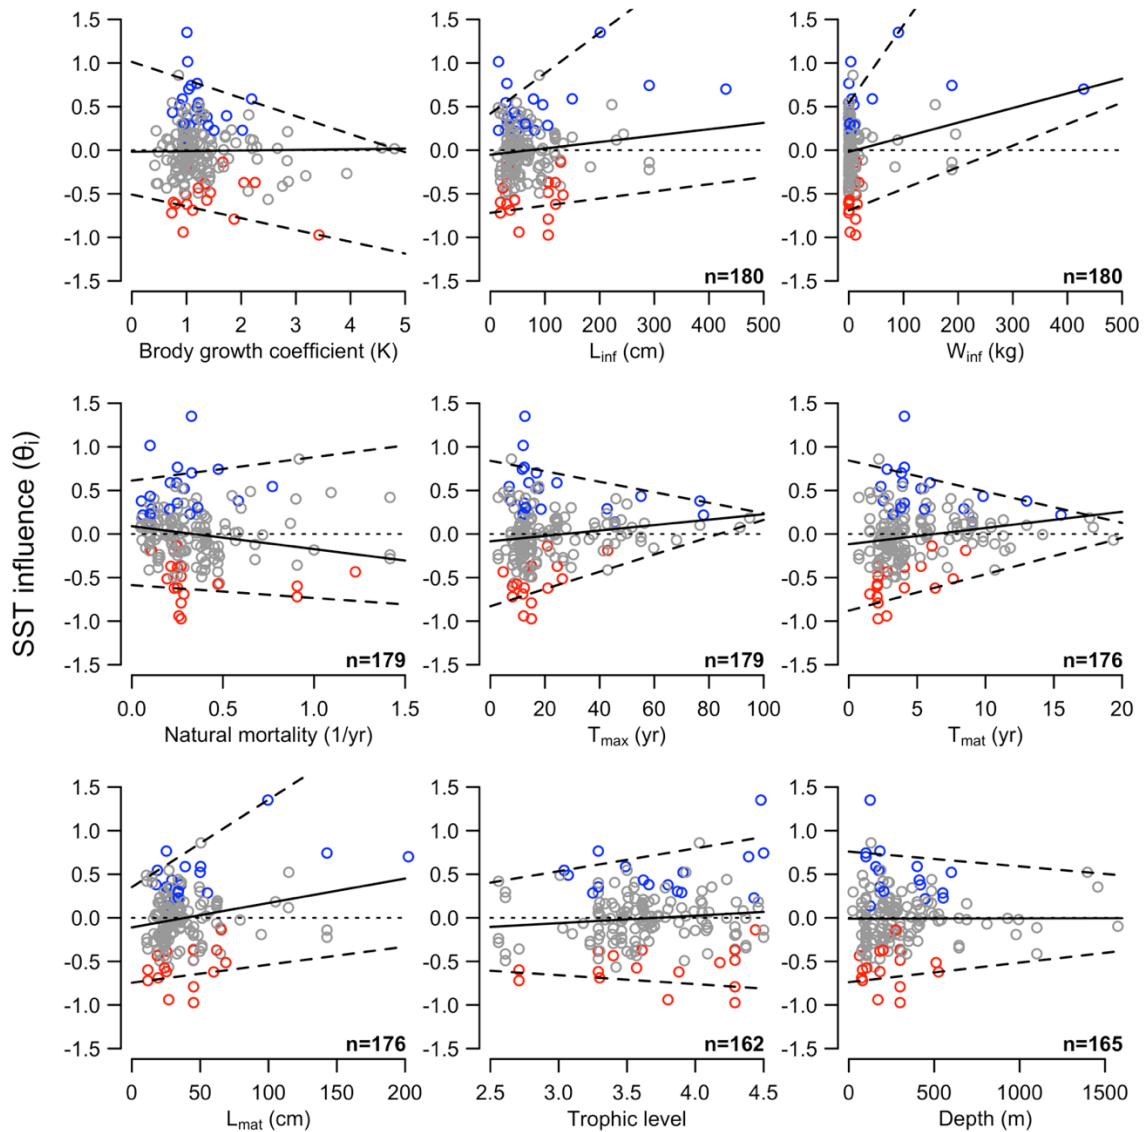 SST influence (θi)
1.5
1.0
0.5
0.0
-0.5
-1.0
-1.5
0 1 2 3 4 5
Brody growth coefficient (K)
1.5
1.0
0.5
0.0
-0.5
-1.0
-1.5
n=180
0 100 200 300 400 500
Linf (cm)
1.5
1.0
0.5
0.0
-0.5
-1.0
-1.5
n=180
0 100 200 300 400 500
Winf (kg)
1.5
1.0
0.5
0.0
-0.5
-1.0
-1.5
n=179
0.0 0.5 1.0 1.5
Natural mortality (1/yr)
1.5
1.0
0.5
0.0
-0.5
-1.0
-1.5
n=179
0 20 40 60 80 100
Tmax (yr)
1.5
1.0
0.5
0.0
-0.5
-1.0
-1.5
n=176
0 5 10 15 20
Tmat (yr)
1.5
1.0
0.5
0.0
-0.5
-1.0
-1.5
n=176
0 50 100 150 200
Lmat (cm)
1.5
1.0
0.5
0.0
-0.5
-1.0
-1.5
n=162
2.5 3.0 3.5 4.0 4.5
Trophic level
1.5
1.0
0.5
0.0
-0.5
-1.0
-1.5
n=165
0 500 1000 1500
Depth (m)